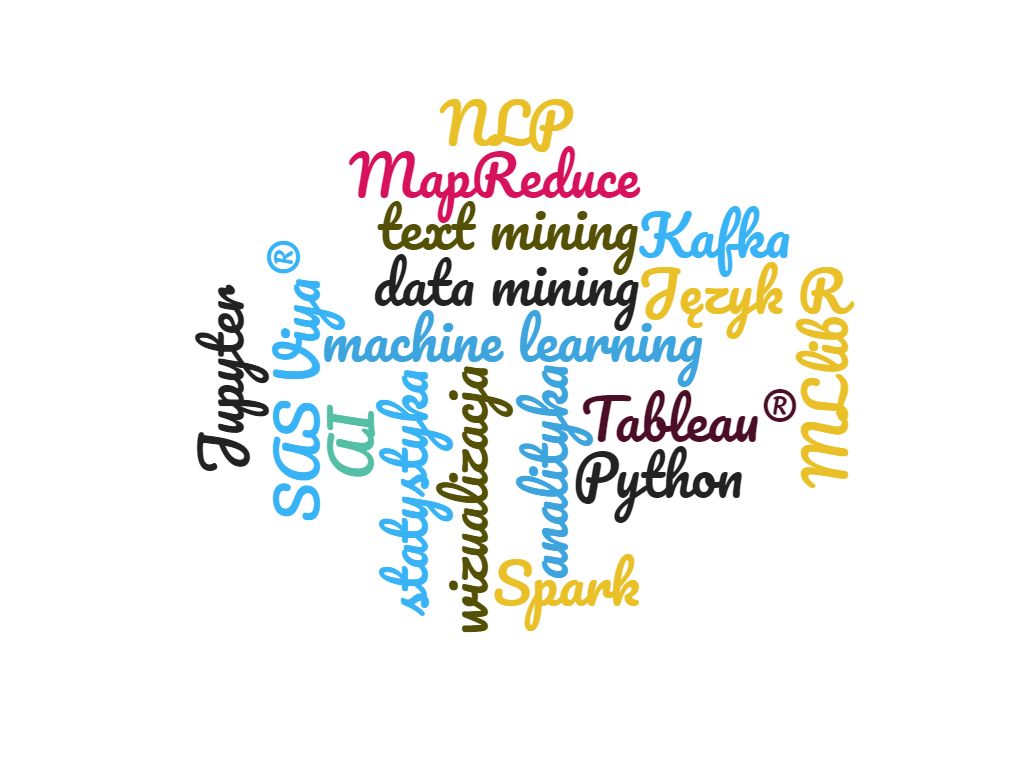 NLP
MapReduce
text mining
Kafka
data mining
Język R
machine learning
Jupyter
SAS Viya®
AI
statystyka
wizualizacja
analityka
Tableau®
MLlib
Python
Spark